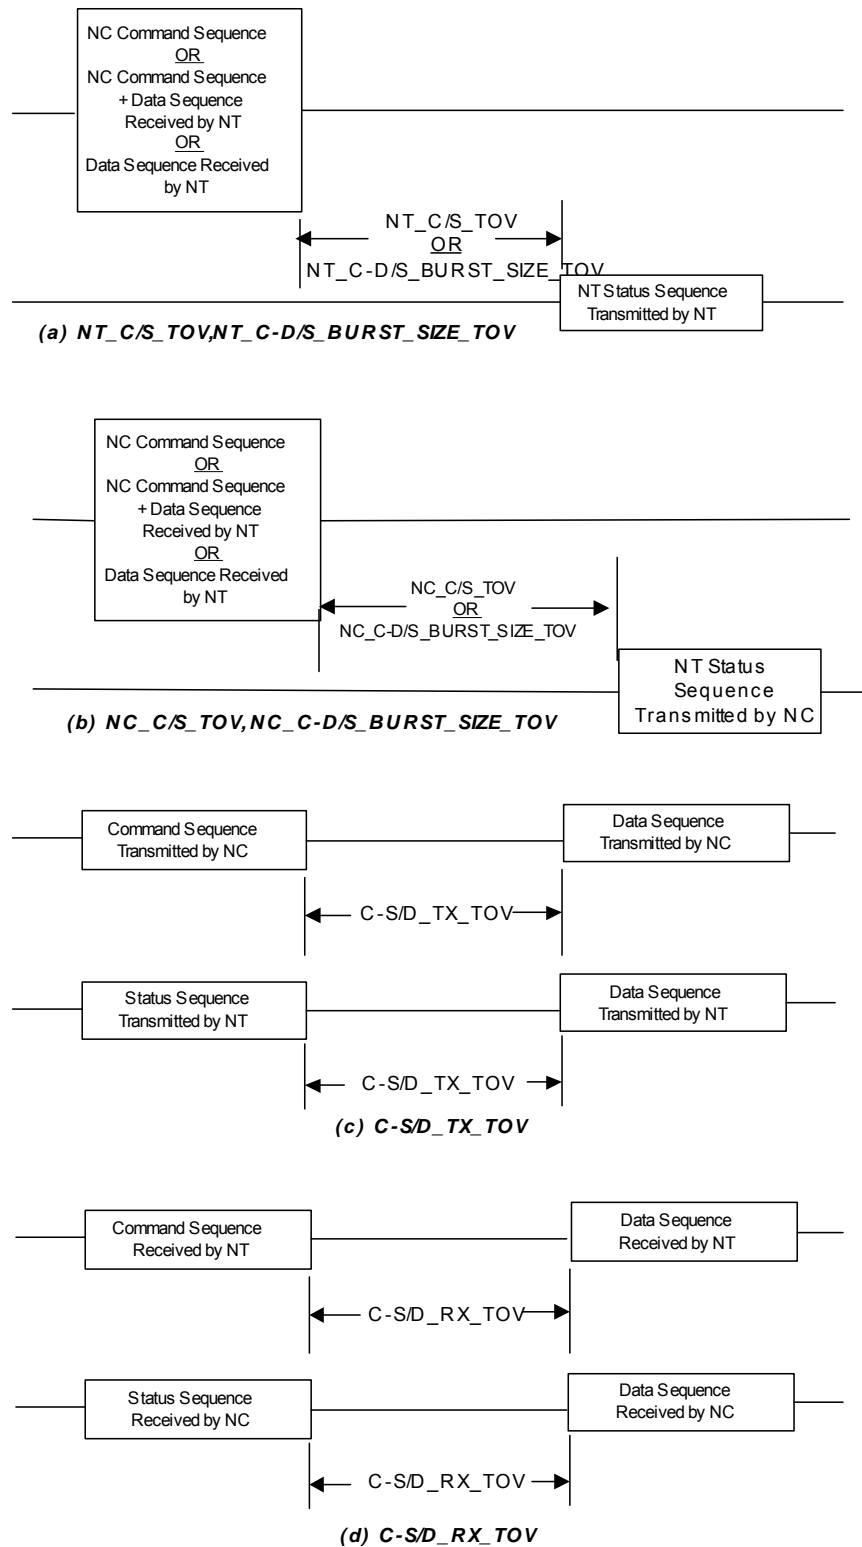 NC Command Sequence
OR
NC Command Sequence
+ Data Sequence
Received by NT
OR
Data Sequence Received
by NT
NT_C/S_TOV
OR
NT_C-D/S_BURST_SIZE_TOV
NT Status Sequence
Transmitted by NT
(a) NT_C/S_TOV,NT_C-D/S_BURST_SIZE_TOV
NC Command Sequence
OR
NC Command Sequence
+ Data Sequence
Received by NT
OR
Data Sequence Received
by NT
NC_C/S_TOV
OR
NC_C-D/S_BURST_SIZE_TOV
NT Status
Sequence
Transmitted by NC
(b) NC_C/S_TOV,NC_C-D/S_BURST_SIZE_TOV
Command Sequence
Transmitted by NC
Data Sequence
Transmitted by NC
C-S/D_TX_TOV
Status Sequence
Transmitted by NT
Data Sequence
Transmitted by NT
C-S/D_TX_TOV
(c) C-S/D_TX_TOV
Command Sequence
Received by NT
Data Sequence
Received by NT
C-S/D_RX_TOV
Status Sequence
Received by NC
Data Sequence
Received by NC
C-S/D_RX_TOV
(d) C-S/D_RX_TOV